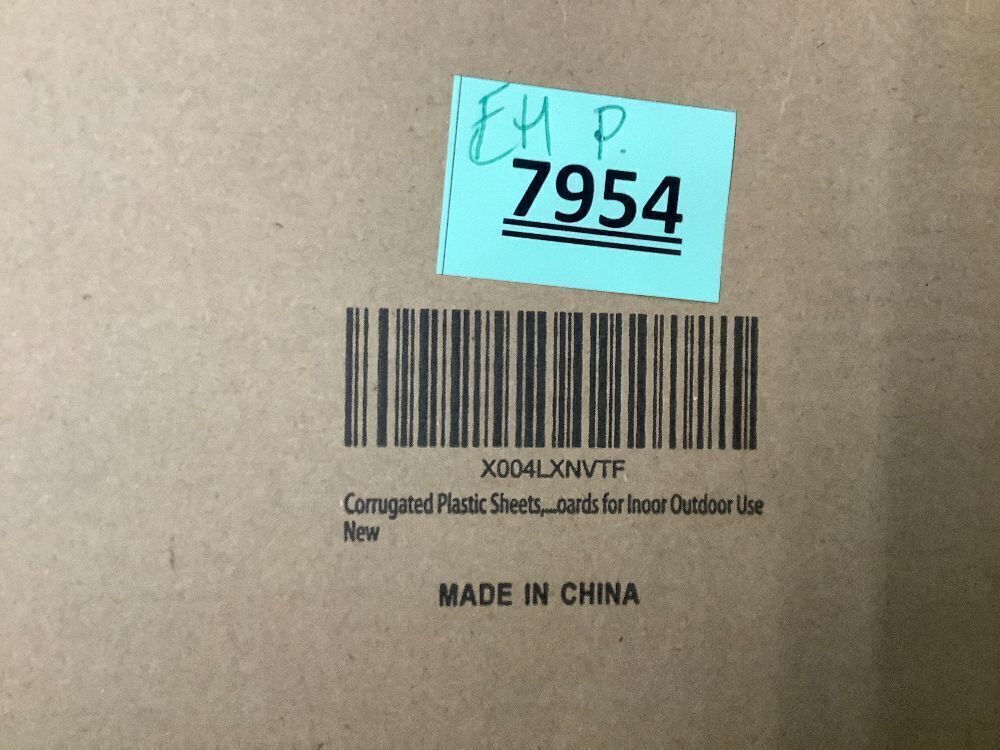 EH P.
7954
X004LXNVTF
Corrugated Plastic Sheets,...oards for Inoor Outdoor Use
New
MADE IN CHINA